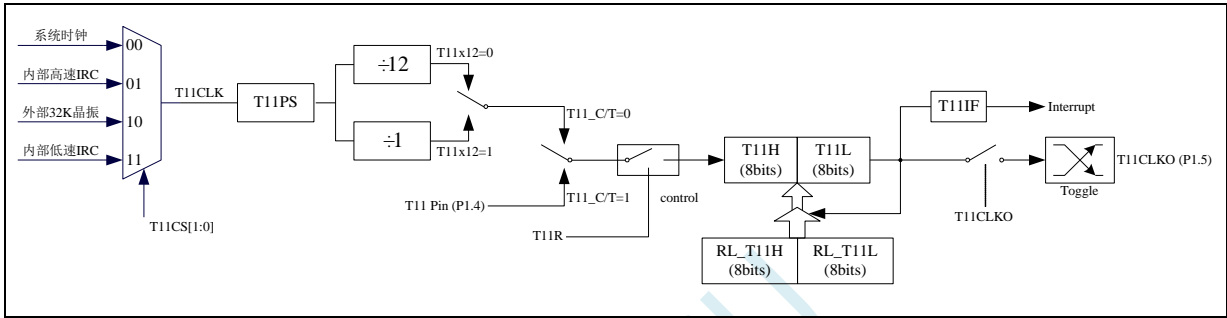 系统时钟
00
内部高速IRC
01
外部32K晶振
10
内部低速IRC
11
T11CS[1:0]
T11CLK
T11PS
÷12
÷1
T11x12=0
T11x12=1
T11_C/T=0
T11_C/T=1
T11 Pin (P1.4)
T11R
control
T11H
(8bits)
T11L
(8bits)
RL_T11H
(8bits)
RL_T11L
(8bits)
T11IF
Interrupt
T11CLKO
Toggle
T11CLKO (P1.5)